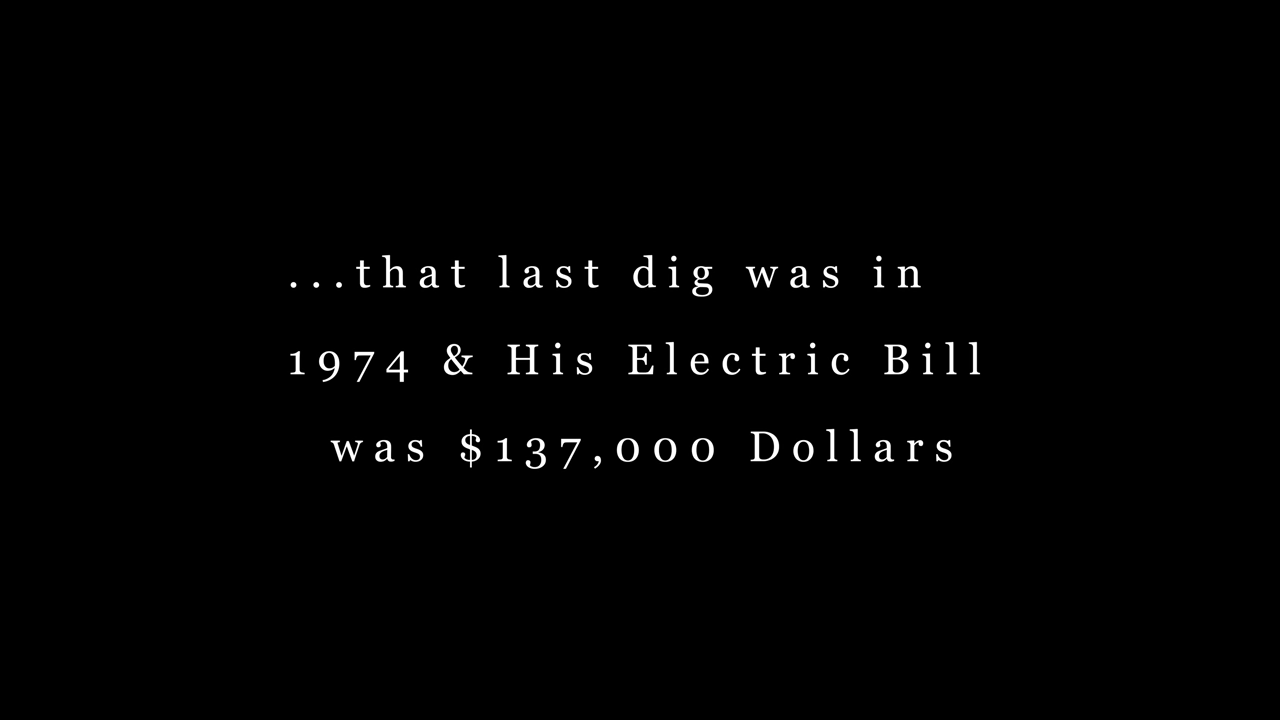 ...that last dig was in
1974 & His Electric Bill
was $137,000 Dollars